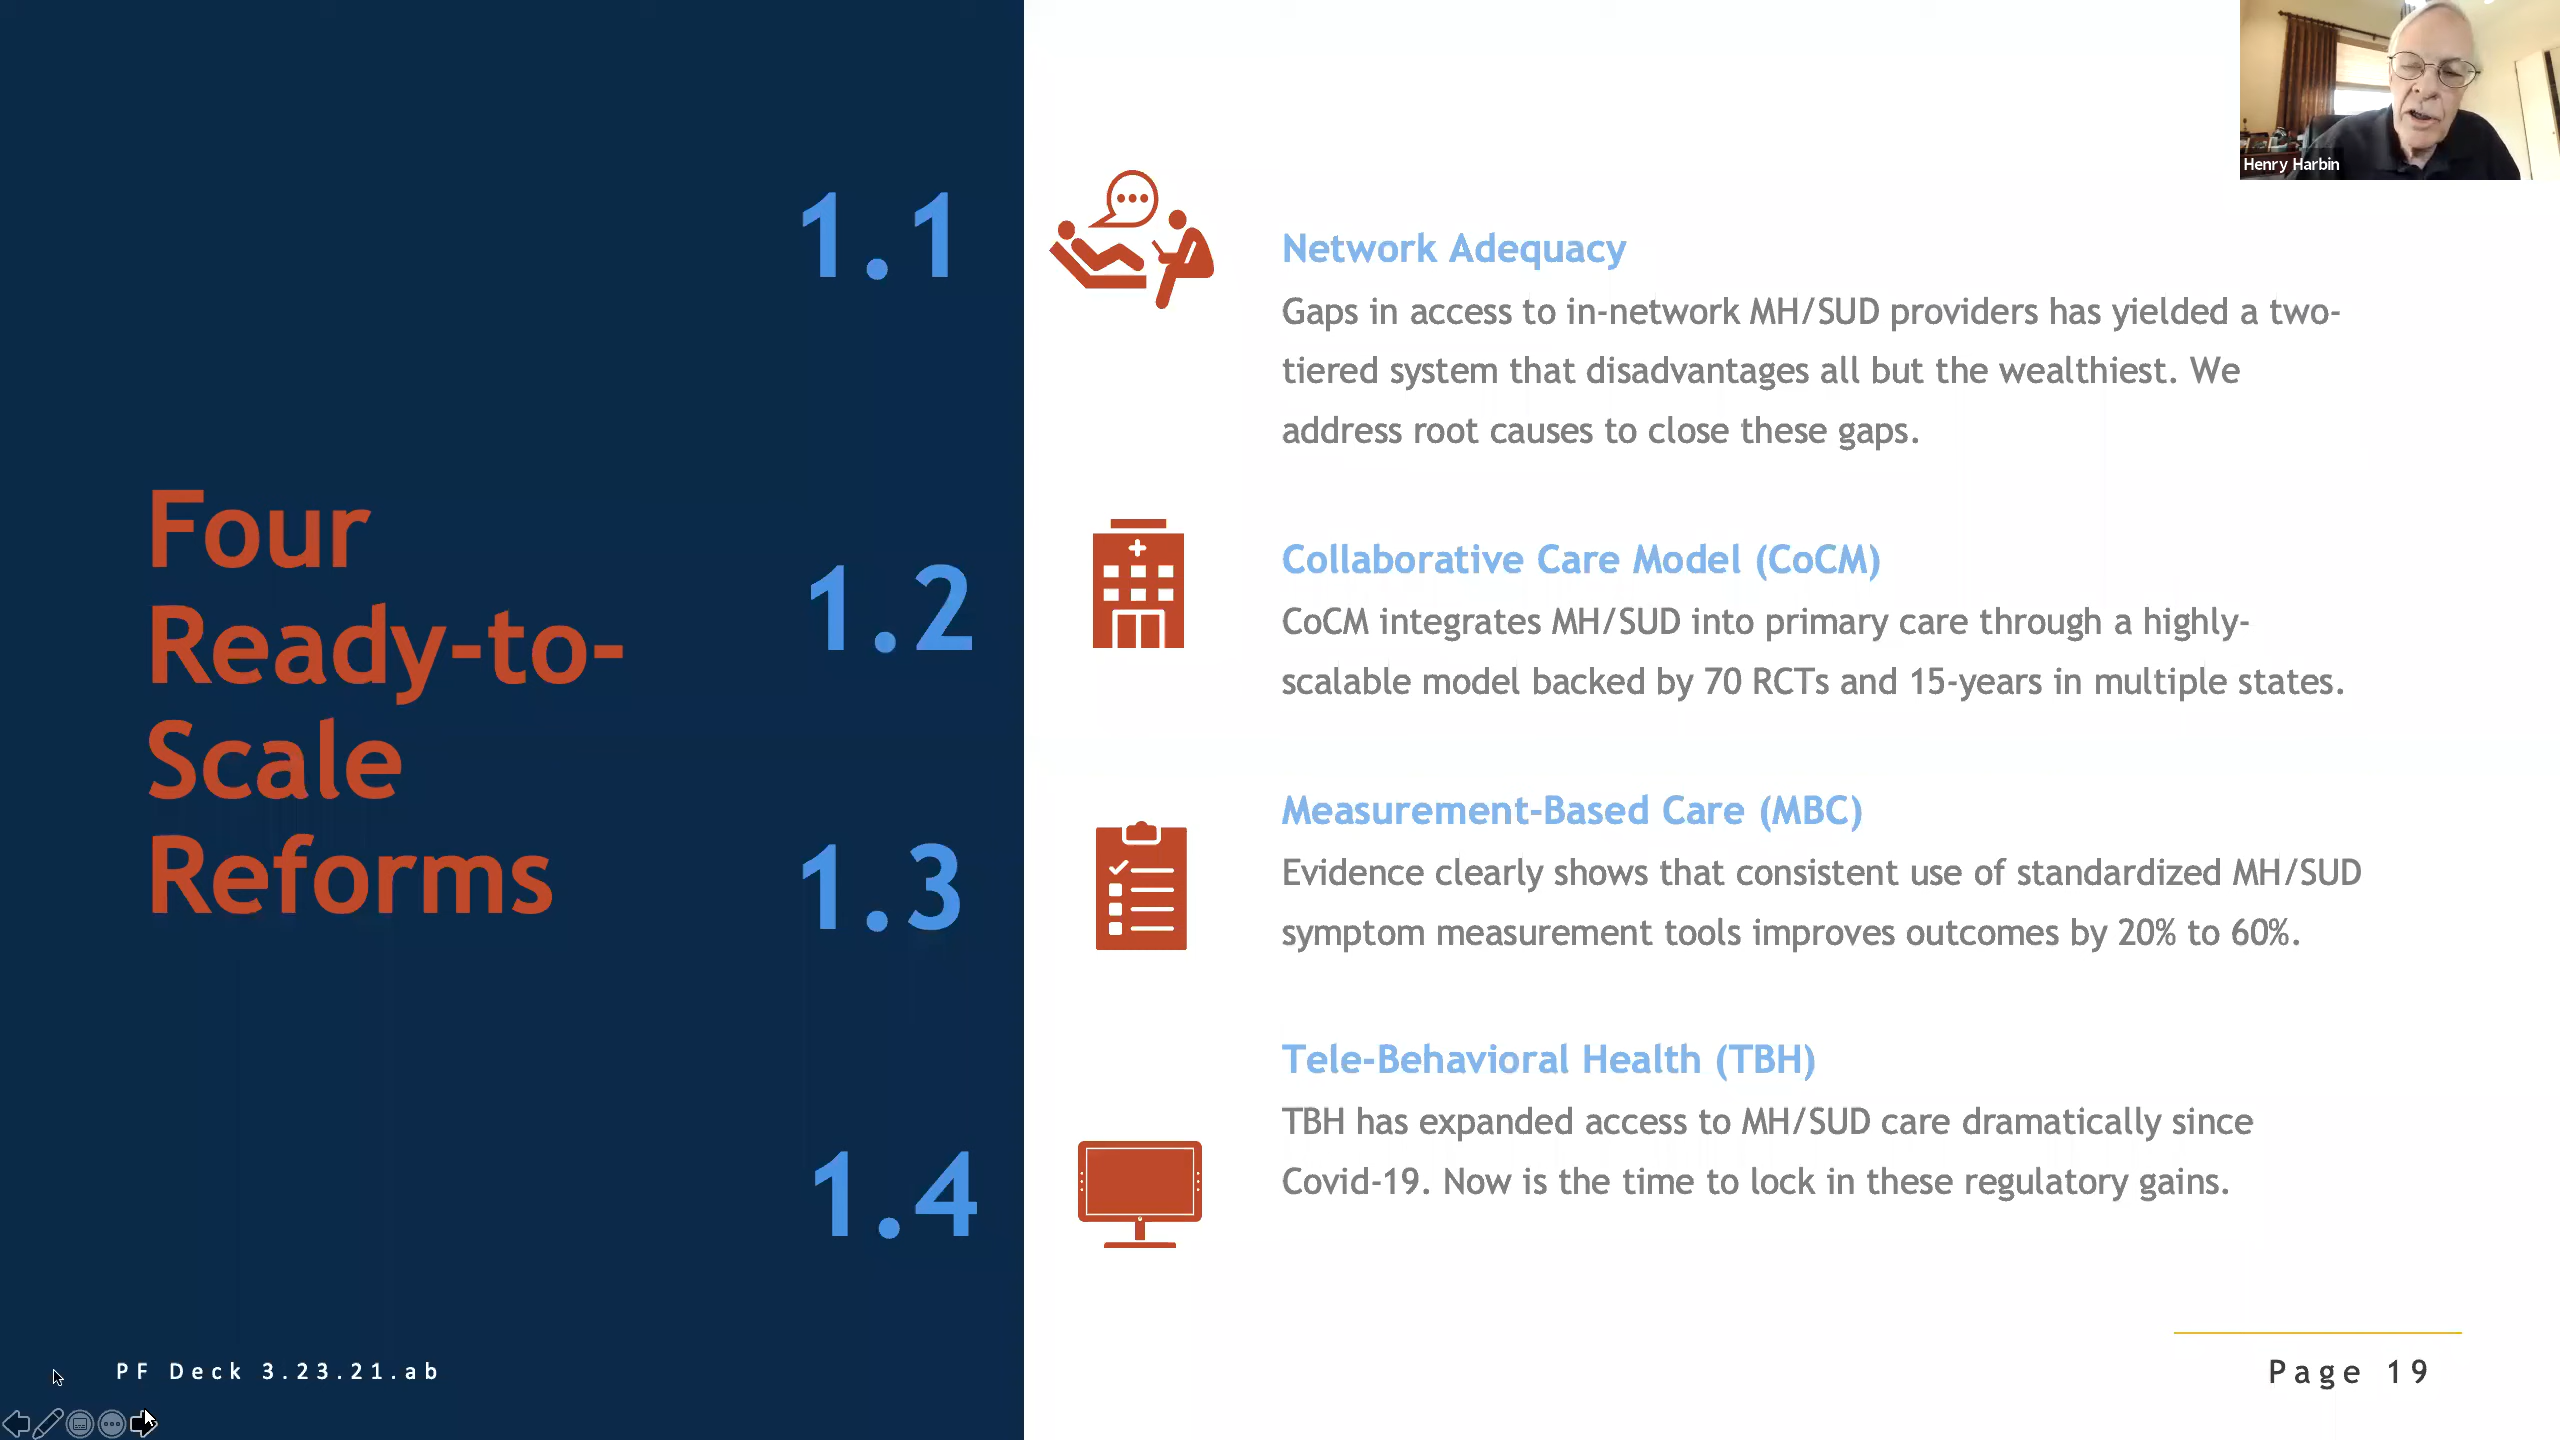 Henry Harbin
Four
Ready-to-
Scale
Reforms
1.1
Network Adequacy
Gaps in access to in-network MH/SUD providers has yielded a two-
tiered system that disadvantages all but the wealthiest. We
address root causes to close these gaps.
1.2
Collaborative Care Model (CoCM)
CoCM integrates MH/SUD into primary care through a highly-
scalable model backed by 70 RCTs and 15-years in multiple states.
1.3
Measurement-Based Care (MBC)
Evidence clearly shows that consistent use of standardized MH/SUD
symptom measurement tools improves outcomes by 20% to 60%.
1.4
Tele-Behavioral Health (TBH)
TBH has expanded access to MH/SUD care dramatically since
Covid-19. Now is the time to lock in these regulatory gains.
PF Deck 3.23.21.ab
Page 19